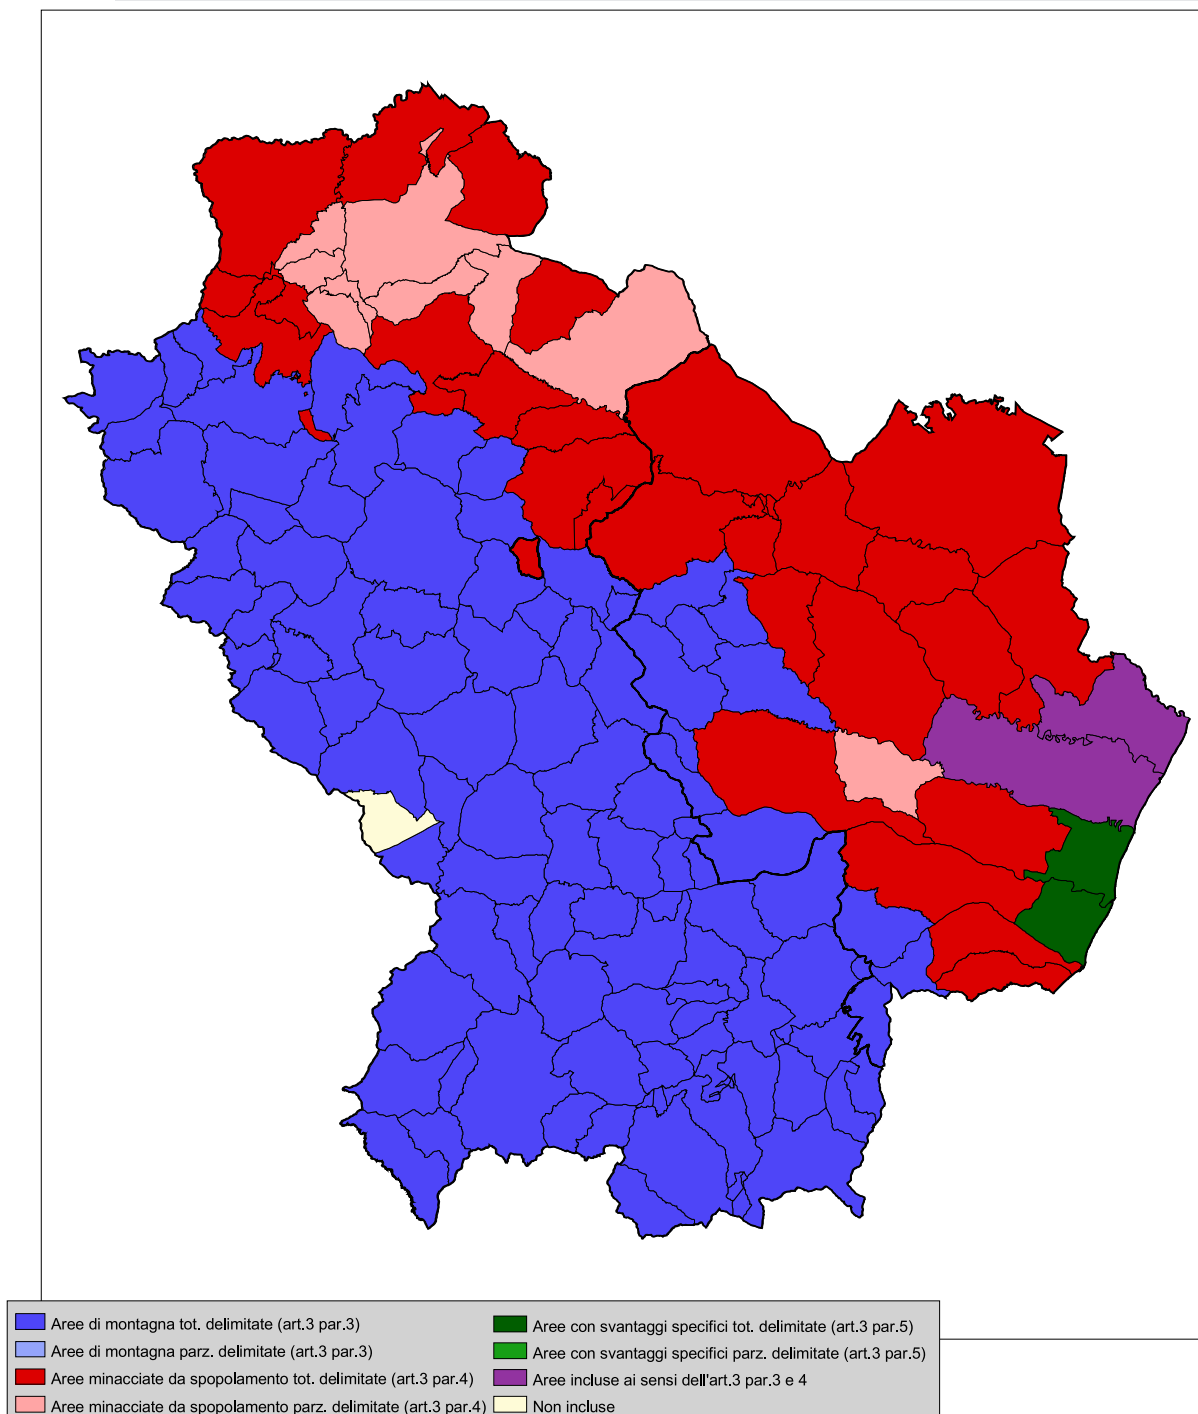 Aree di montagna tot. delimitate (art.3 par.3)
Aree di montagna parz. delimitate (art.3 par.3)
Aree minacciate da spopolamento tot. delimitate (art.3 par.4)
Aree minacciate da spopolamento parz. delimitate (art.3 par.4)
Aree con svantaggi specifici tot. delimitate (art.3 par.5)
Aree con svantaggi specifici parz. delimitate (art.3 par.5)
Aree incluse ai sensi dell'art.3 par.3 e 4
Non incluse